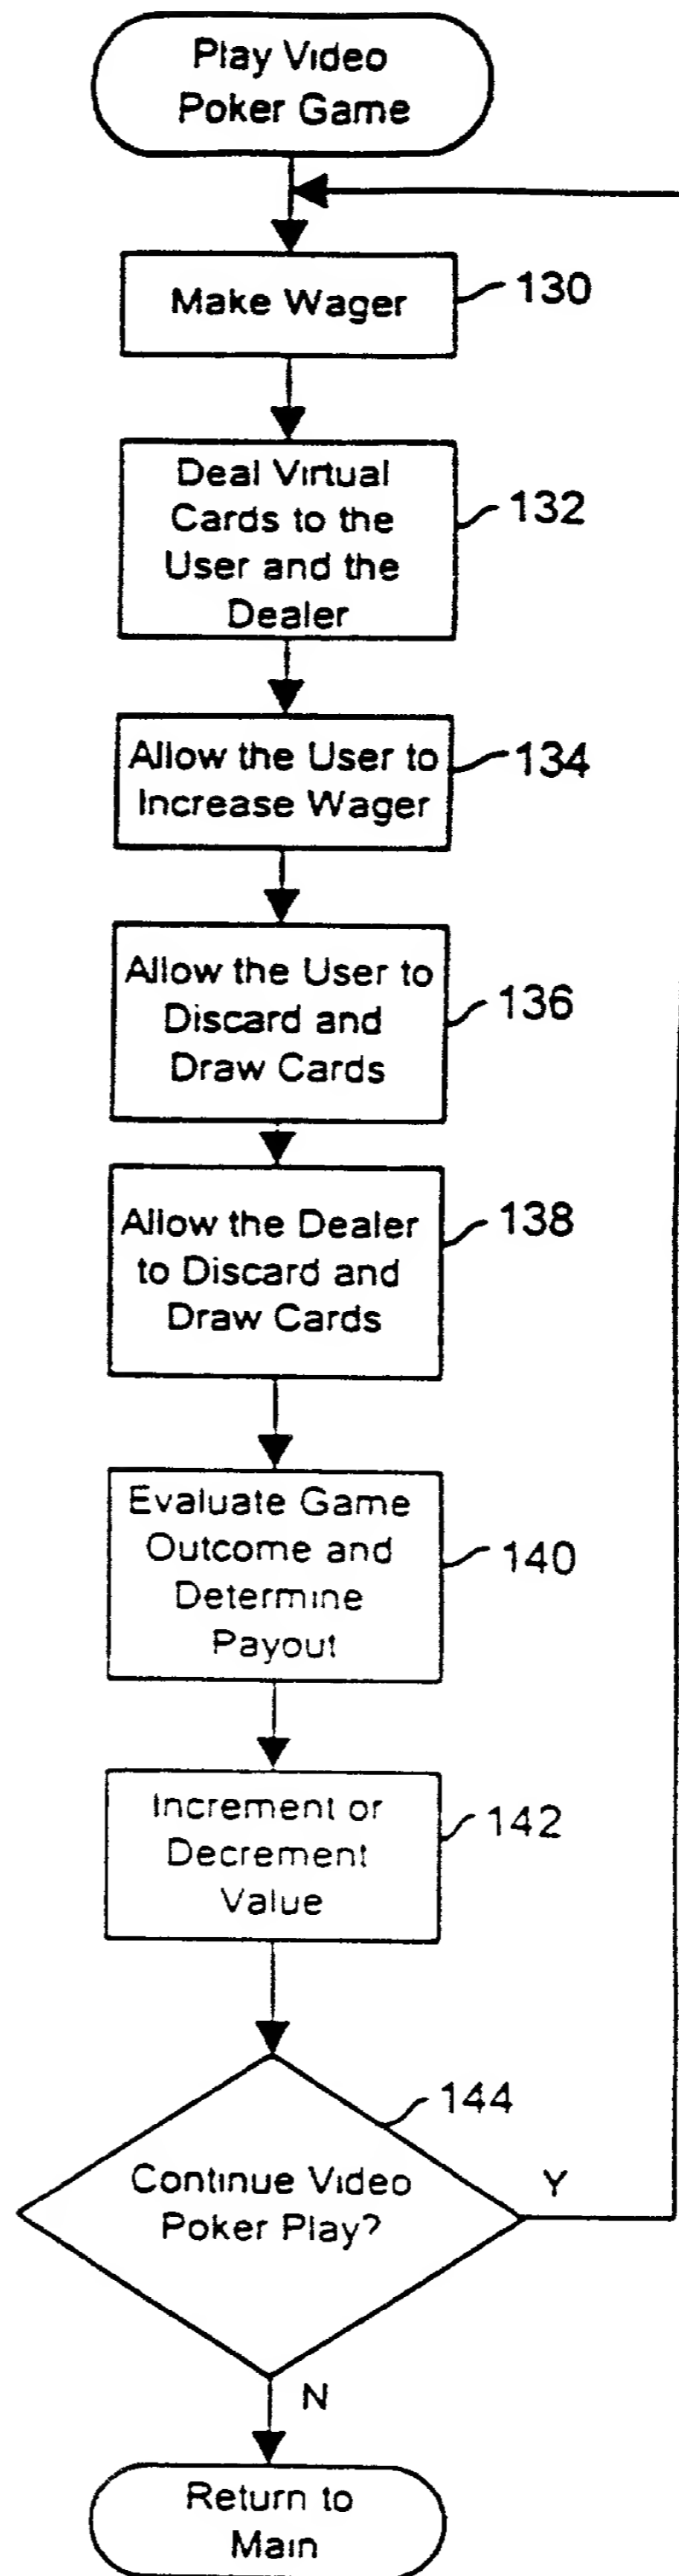 Play Video
Poker Game
Make Wager
130
Deal Virtual
Cards to the
User and the
Dealer
132
Allow the User to
Increase Wager
134
Allow the User to
Discard and
Draw Cards
136
Allow the Dealer
to Discard and
Draw Cards
138
Evaluate Game
Outcome and
Determine
Payout
140
Increment or
Decrement
Value
142
144
Continue Video
Poker Play?
Y
N
Return to
Main